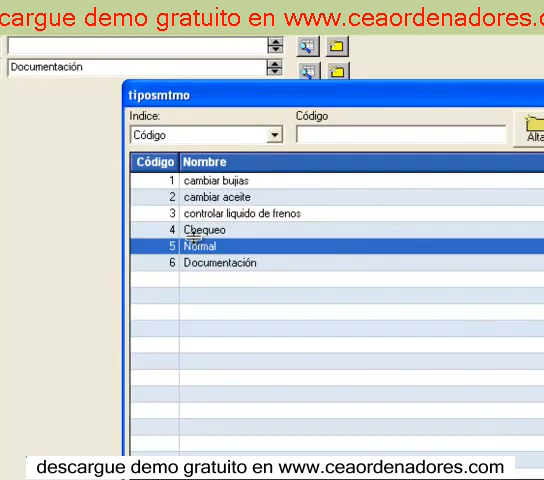 cargue demo gratuito en www.ceaordenadores.c
Documentación
tiposmtmo
Indice:
Código
Código
Alta
Código Nombre
1 cambiar bujias
2 cambiar aceite
3 controlar liquido de frenos
4 Chequeo
5 Normal
6 Documentación
descargue demo gratuito en www.ceaordenadores.com